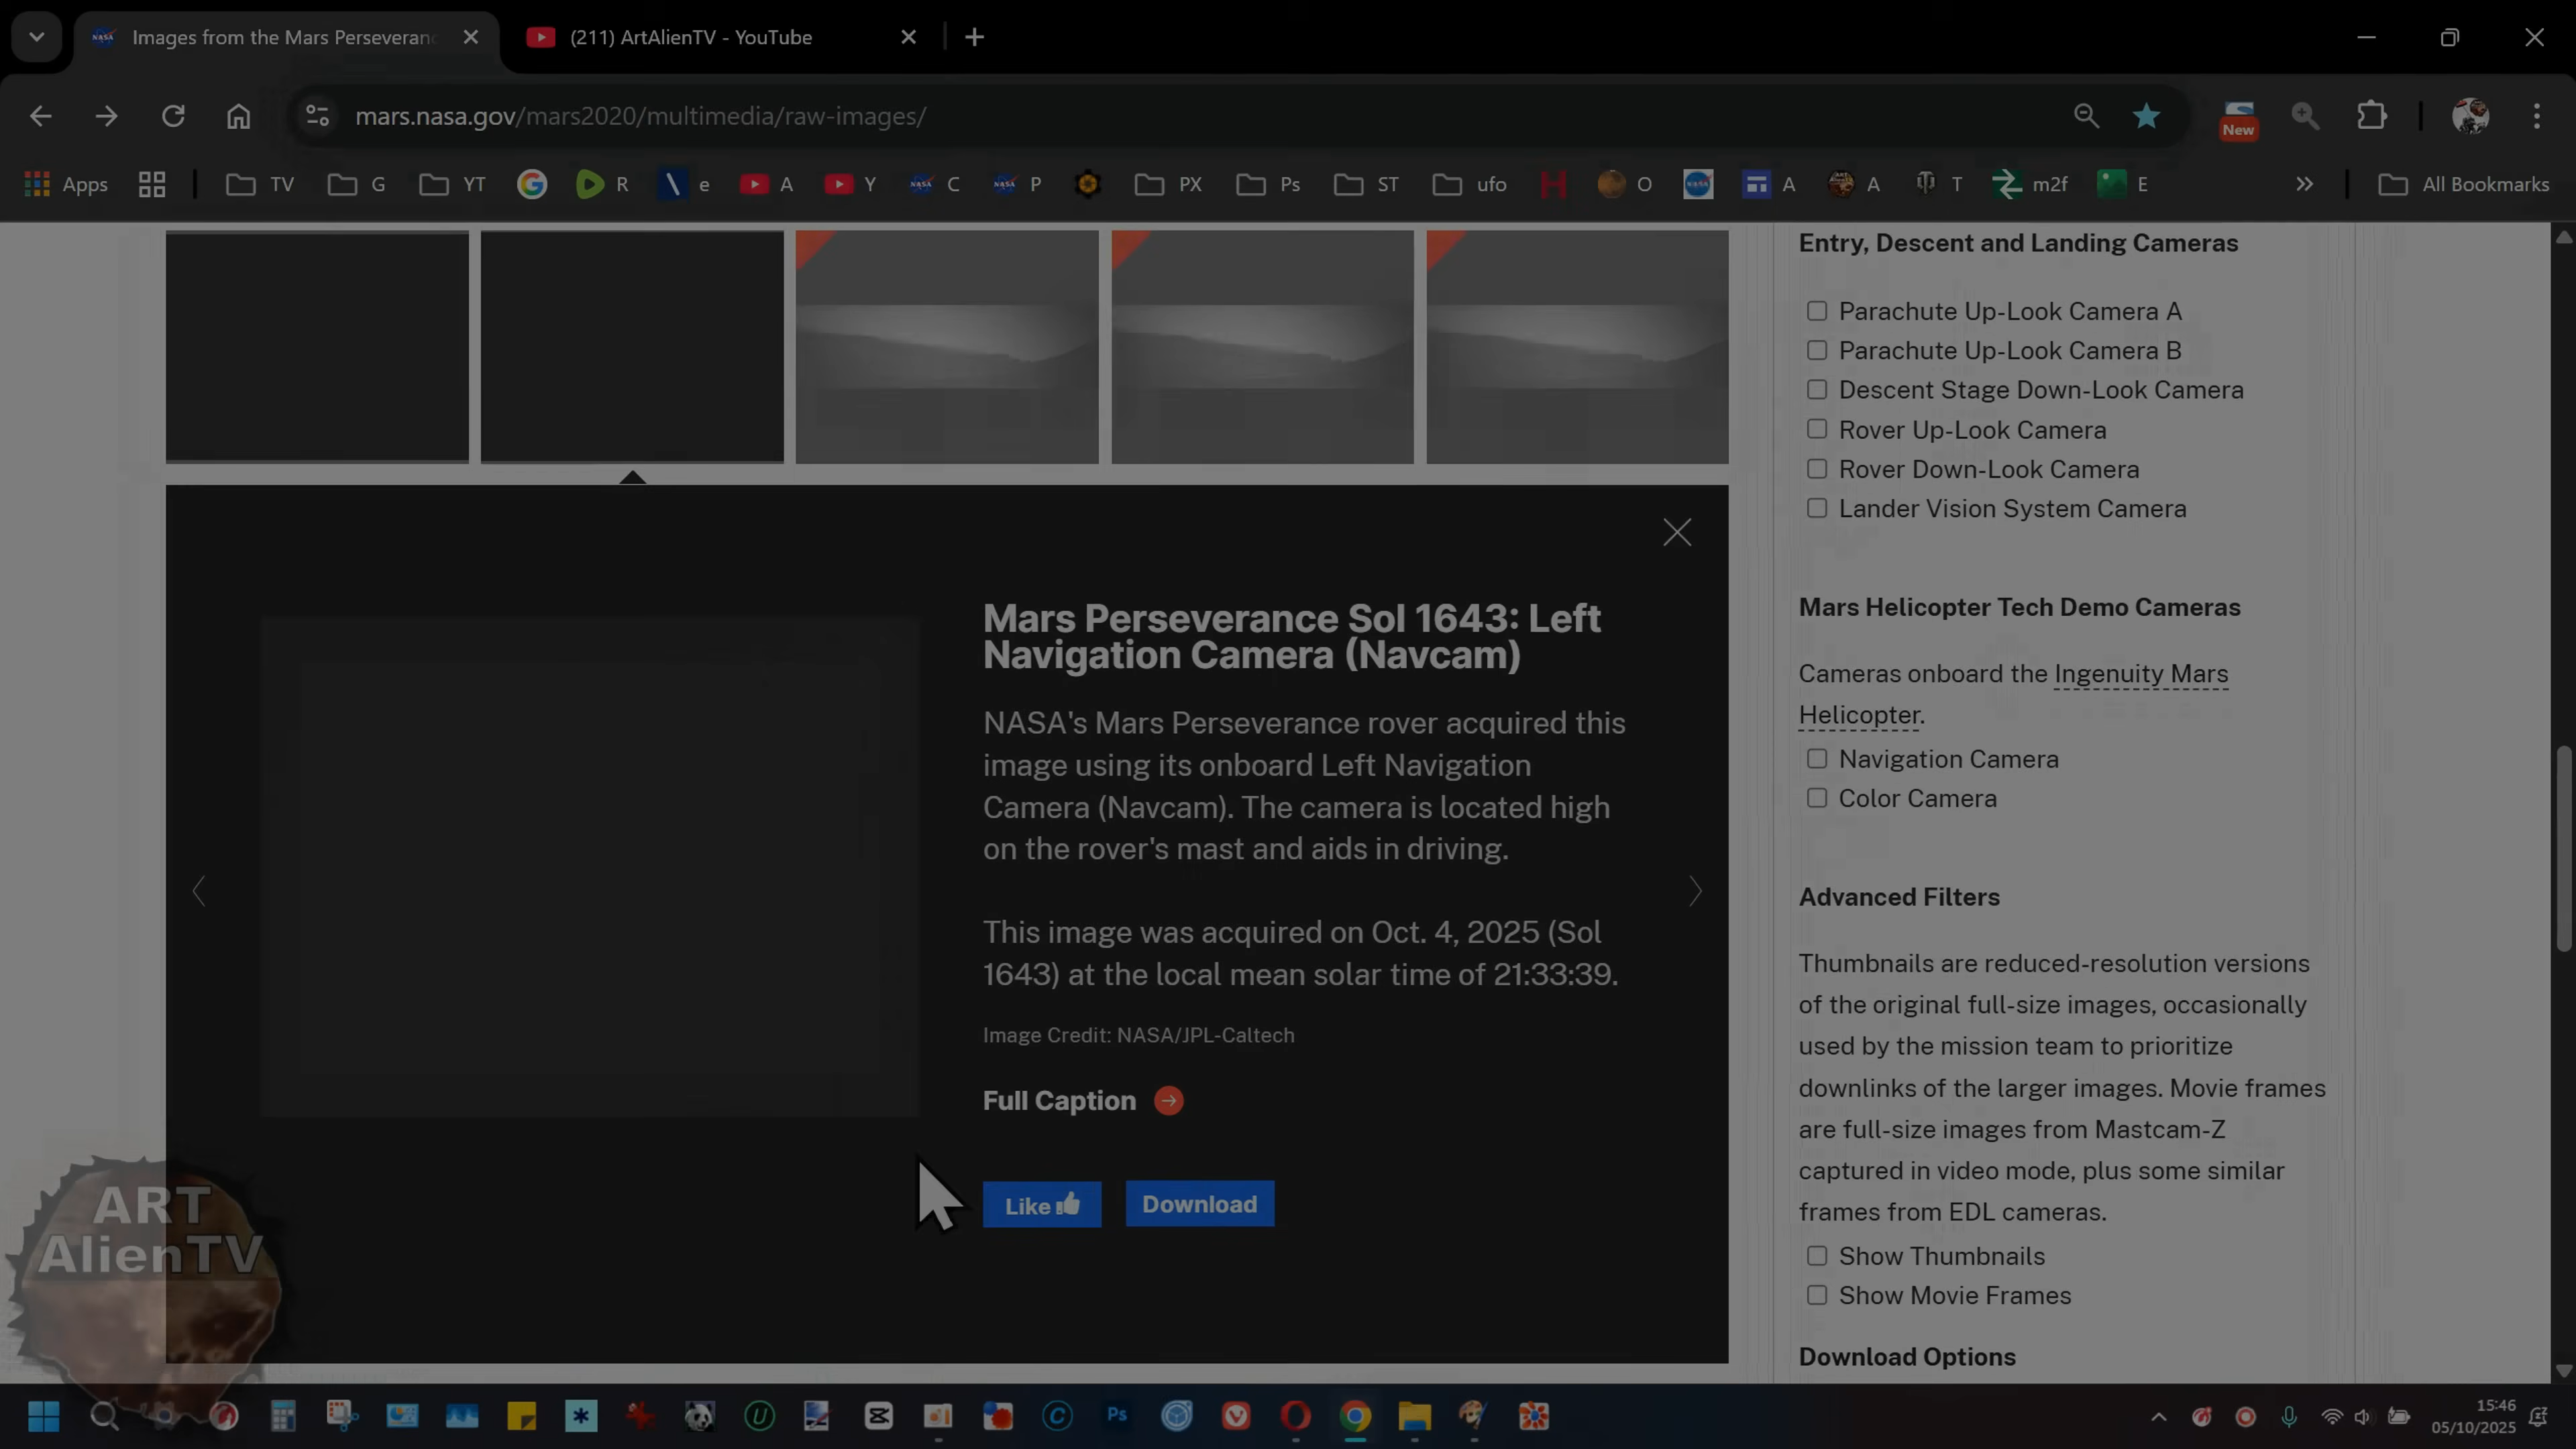 Images from the Mars Perseveranc
(211) ArtAlienTV - YouTube
mars.nasa.gov/mars2020/multimedia/raw-images/
New
Apps
TV
G
YT
R
e
A
Y
C
P
PX
Ps
ST
ufo
O
A
A
T
m2f
E
All Bookmarks
Entry, Descent and Landing Cameras
Parachute Up-Look Camera A
Parachute Up-Look Camera B
Descent Stage Down-Look Camera
Rover Up-Look Camera
Rover Down-Look Camera
Lander Vision System Camera
Mars Perseverance Sol 1643: Left
Navigation Camera (Navcam)
NASA's Mars Perseverance rover acquired this
image using its onboard Left Navigation
Camera (Navcam). The camera is located high
on the rover's mast and aids in driving.
This image was acquired on Oct. 4, 2025 (Sol
1643) at the local mean solar time of 21:33:39.
Image Credit: NASA/JPL-Caltech
Full Caption
Like
Download
Mars Helicopter Tech Demo Cameras
Cameras onboard the Ingenuity Mars
Helicopter.
Navigation Camera
Color Camera
Advanced Filters
Thumbnails are reduced-resolution versions
of the original full-size images, occasionally
used by the mission team to prioritize
downlinks of the larger images. Movie frames
are full-size images from Mastcam-Z
captured in video mode, plus some similar
frames from EDL cameras.
Show Thumbnails
Show Movie Frames
Download Options
ART
AlienTV
Ps
15:46
05/10/2025